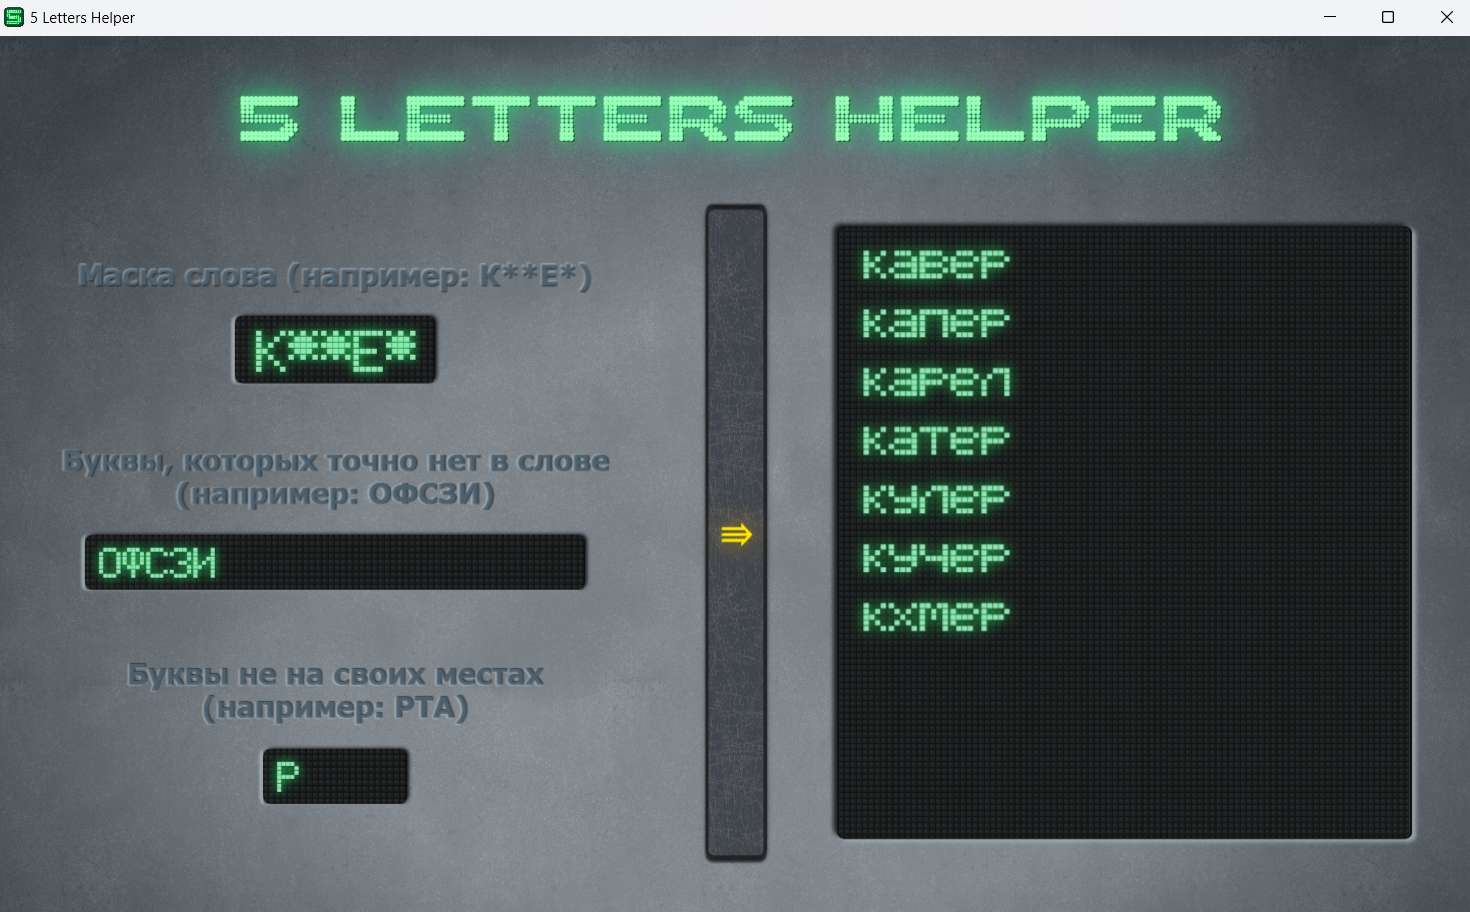 5 Letters Helper
5 LETTERS HELPER
Маска слова (например: К**Е*)
К***Е*
Буквы, которых точно нет в слове
(например: ОФСЗИ)
ОФСЗИ
Буквы не на своих местах
(например: РТА)
Р
кавер
капер
карел
катер
кулер
кучер
кхмер